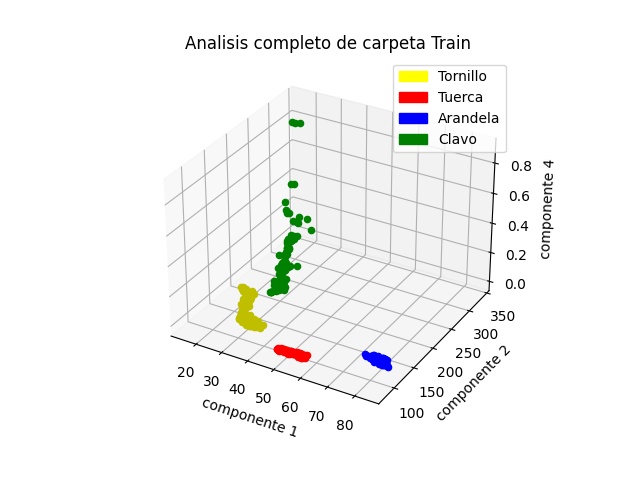 Analisis completo de carpeta Train
Tornillo
Tuerca
Arandela
Clavo
0.8
0.6
0.4
0.2
0.0
componente 4
350
300
250
200
150
100
componente 2
20
30
40
50
60
70
80
componente 1